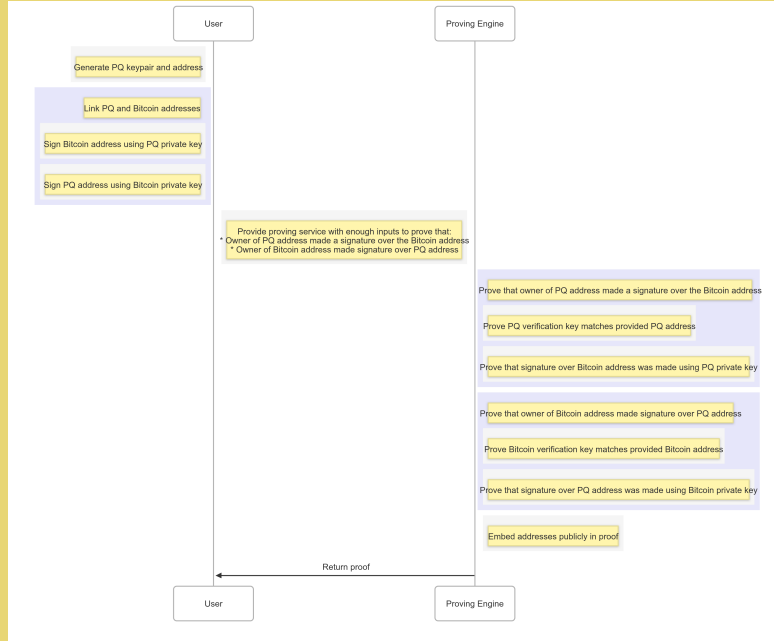 User
Proving Engine
Generate PQ keypair and address
Link PQ and Bitcoin addresses
Sign Bitcoin address using PQ private key
Sign PQ address using Bitcoin private key
Provide proving service with enough inputs to prove that:
* Owner of PQ address made a signature over the Bitcoin address
* Owner of Bitcoin address made signature over PQ address
Prove that owner of PQ address made a signature over the Bitcoin address
Prove PQ verification key matches provided PQ address
Prove that signature over Bitcoin address was made using PQ private key
Prove that owner of Bitcoin address made signature over PQ address
Prove Bitcoin verification key matches provided Bitcoin address
Prove that signature over PQ address was made using Bitcoin private key
Embed addresses publicly in proof
Return proof
User
Proving Engine